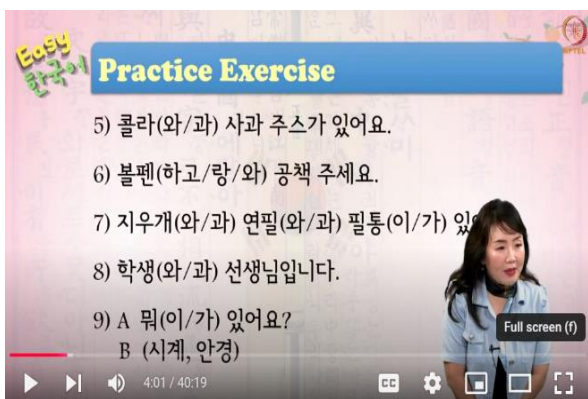 Easy
한국어
Practice Exercise
NPTEL
5) 콜라(와/과) 사과 주스가 있어요.
6) 볼펜(하고/랑/와) 공책 주세요.
7) 지우개(와/과) 연필(와/과) 필통(이/가)
8) 학생(와/과) 선생님입니다.
9) A 뭐(이/가) 있어요?
B (시계, 안경)
Full screen (f)
4:01 / 40:19
CC